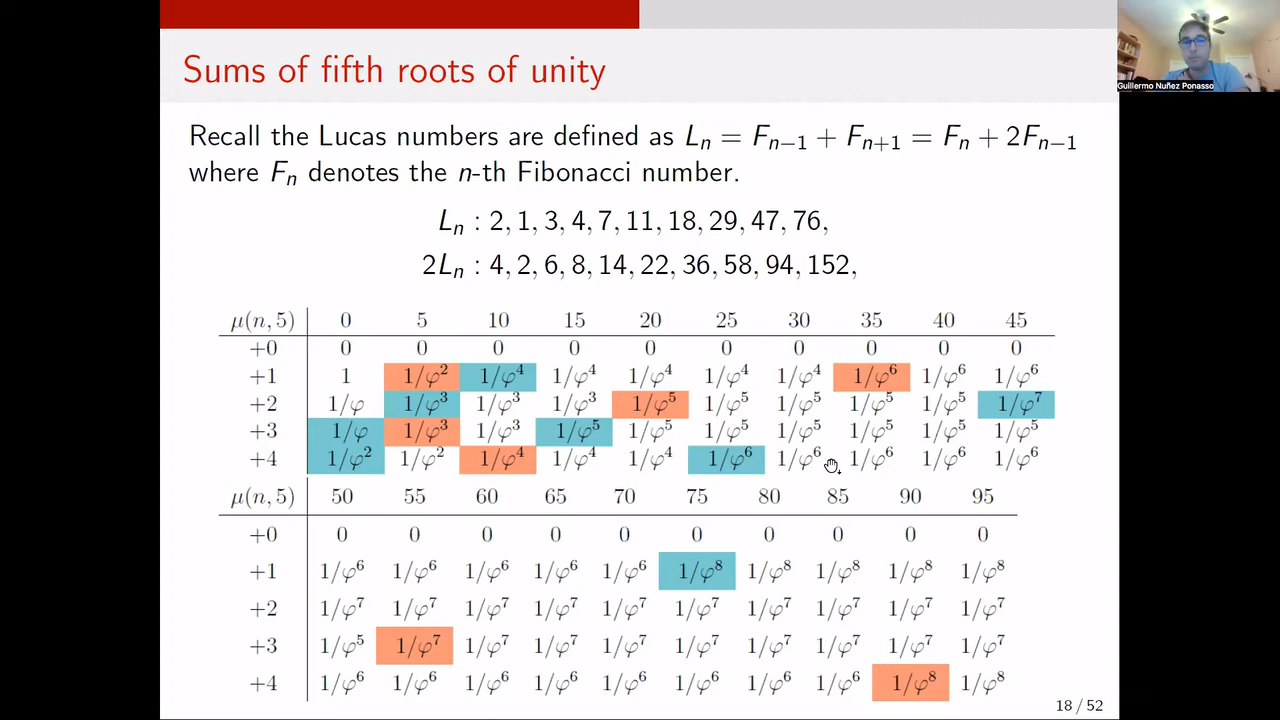 Guillermo Nuñez Ponasso
Sums of fifth roots of unity
Recall the Lucas numbers are defined as Lₙ = Fₙ₋₁ + Fₙ₊₁ = Fₙ + 2Fₙ₋₁
where Fₙ denotes the n-th Fibonacci number.
Lₙ : 2, 1, 3, 4, 7, 11, 18, 29, 47, 76,
2Lₙ : 4, 2, 6, 8, 14, 22, 36, 58, 94, 152,
μ(n, 5) 0 5 10 15 20 25 30 35 40 45
+0 0 0 0 0 0 0 0 0 0 0
+1 1 1/φ² 1/φ⁴ 1/φ⁴ 1/φ⁴ 1/φ⁴ 1/φ⁴ 1/φ⁶ 1/φ⁶ 1/φ⁶
+2 1/φ 1/φ³ 1/φ³ 1/φ³ 1/φ⁵ 1/φ⁵ 1/φ⁵ 1/φ⁵ 1/φ⁵ 1/φ⁷
+3 1/φ 1/φ³ 1/φ³ 1/φ⁵ 1/φ⁵ 1/φ⁵ 1/φ⁵ 1/φ⁵ 1/φ⁵ 1/φ⁵
+4 1/φ² 1/φ² 1/φ⁴ 1/φ⁴ 1/φ⁴ 1/φ⁶ 1/φ⁶ 1/φ⁶ 1/φ⁶ 1/φ⁶
μ(n, 5) 50 55 60 65 70 75 80 85 90 95
+0 0 0 0 0 0 0 0 0 0 0
+1 1/φ⁶ 1/φ⁶ 1/φ⁶ 1/φ⁶ 1/φ⁶ 1/φ⁸ 1/φ⁸ 1/φ⁸ 1/φ⁸ 1/φ⁸
+2 1/φ⁷ 1/φ⁷ 1/φ⁷ 1/φ⁷ 1/φ⁷ 1/φ⁷ 1/φ⁷ 1/φ⁷ 1/φ⁷ 1/φ⁷
+3 1/φ⁵ 1/φ⁷ 1/φ⁷ 1/φ⁷ 1/φ⁷ 1/φ⁷ 1/φ⁷ 1/φ⁷ 1/φ⁷ 1/φ⁷
+4 1/φ⁶ 1/φ⁶ 1/φ⁶ 1/φ⁶ 1/φ⁶ 1/φ⁶ 1/φ⁶ 1/φ⁶ 1/φ⁸ 1/φ⁸
18 / 52